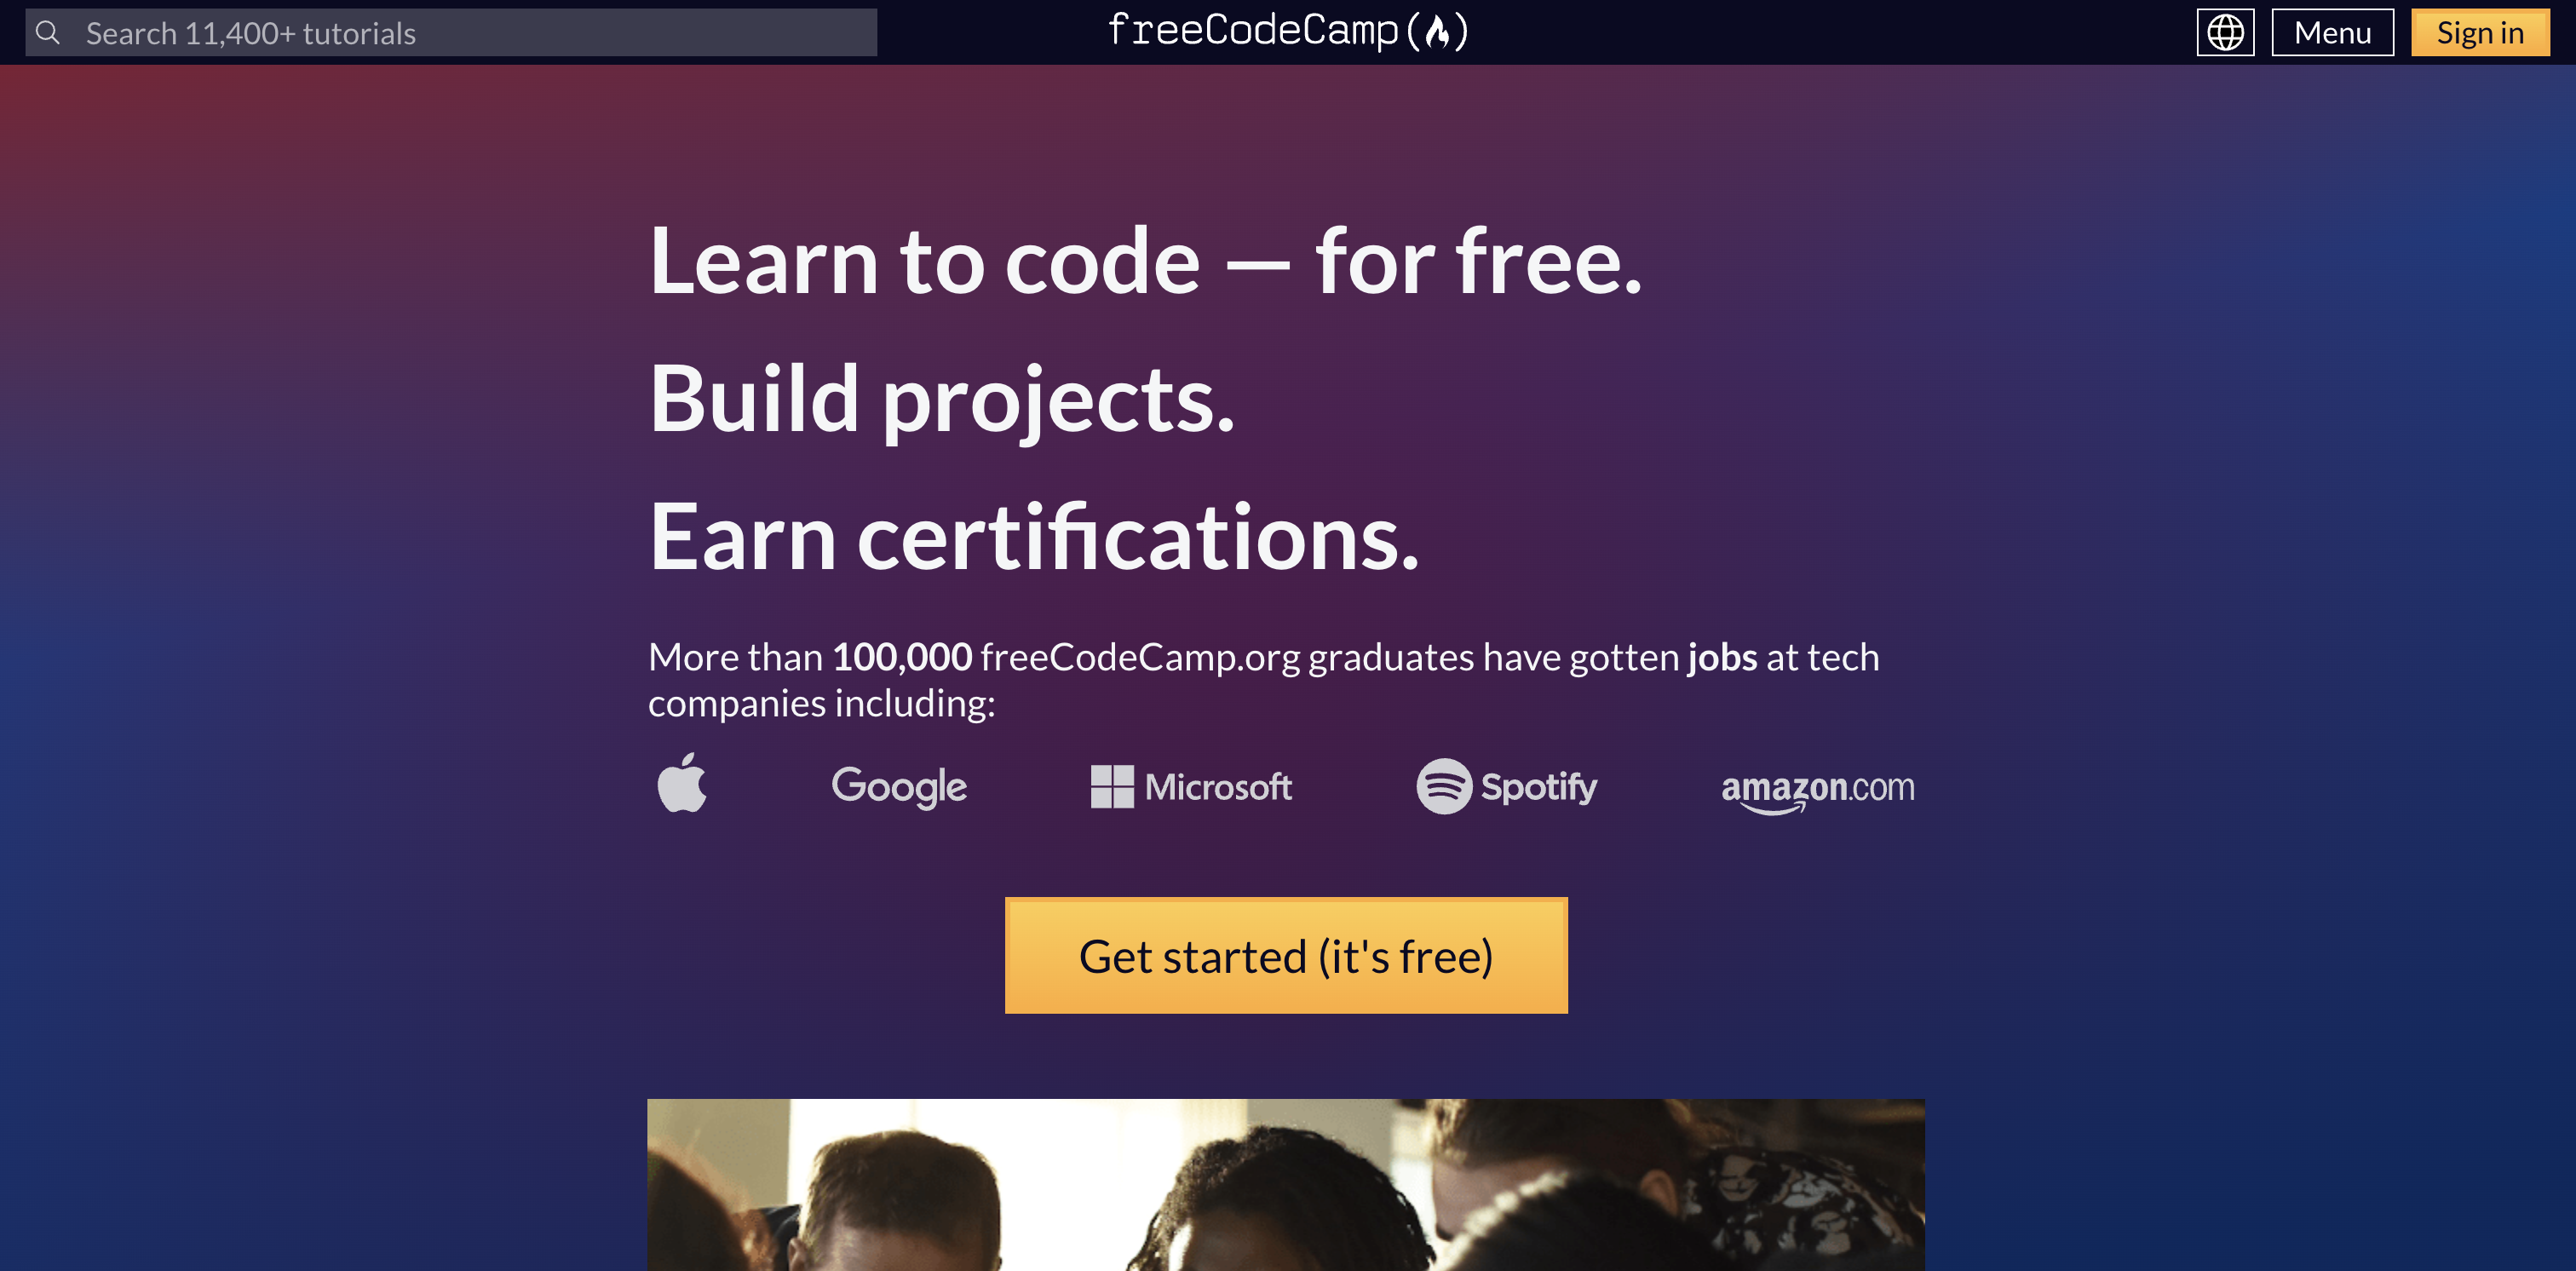 Search 11,400+ tutorials
freeCodeCamp
Menu
Sign in
Learn to code — for free.
Build projects.
Earn certifications.
More than 100,000 freeCodeCamp.org graduates have gotten jobs at tech
companies including:
Google
Microsoft
Spotify
amazon.com
Get started (it's free)